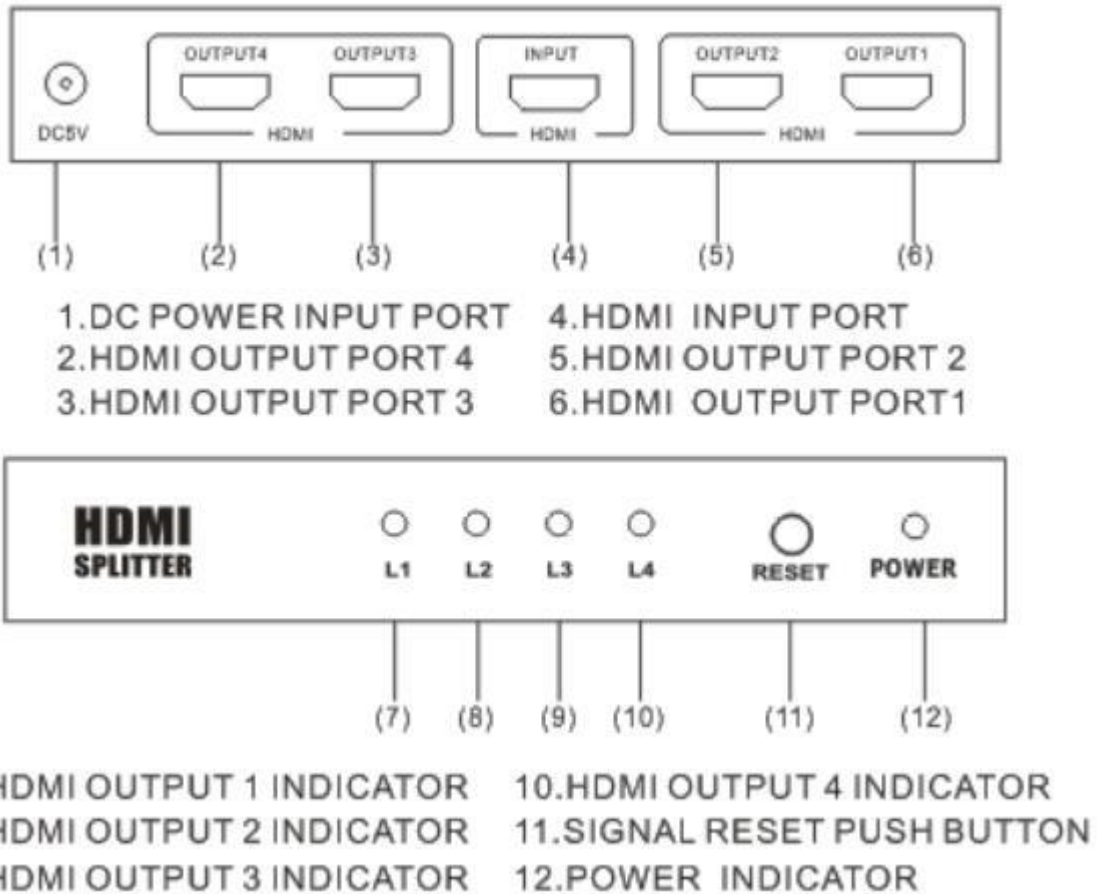 OUTPUT4 OUTPUT3 INPUT OUTPUT2 OUTPUT1
DC5V HDMI HDMI HDMI
(1) (2) (3) (4) (5) (6)
1.DC POWER INPUT PORT 4.HDMI INPUT PORT
2.HDMI OUTPUT PORT 4 5.HDMI OUTPUT PORT 2
3.HDMI OUTPUT PORT 3 6.HDMI OUTPUT PORT1
HDMI
SPLITTER L1 L2 L3 L4 RESET POWER
(7) (8) (9) (10) (11) (12)
HDMI OUTPUT 1 INDICATOR 10.HDMI OUTPUT 4 INDICATOR
HDMI OUTPUT 2 INDICATOR 11.SIGNAL RESET PUSH BUTTON
HDMI OUTPUT 3 INDICATOR 12.POWER INDICATOR